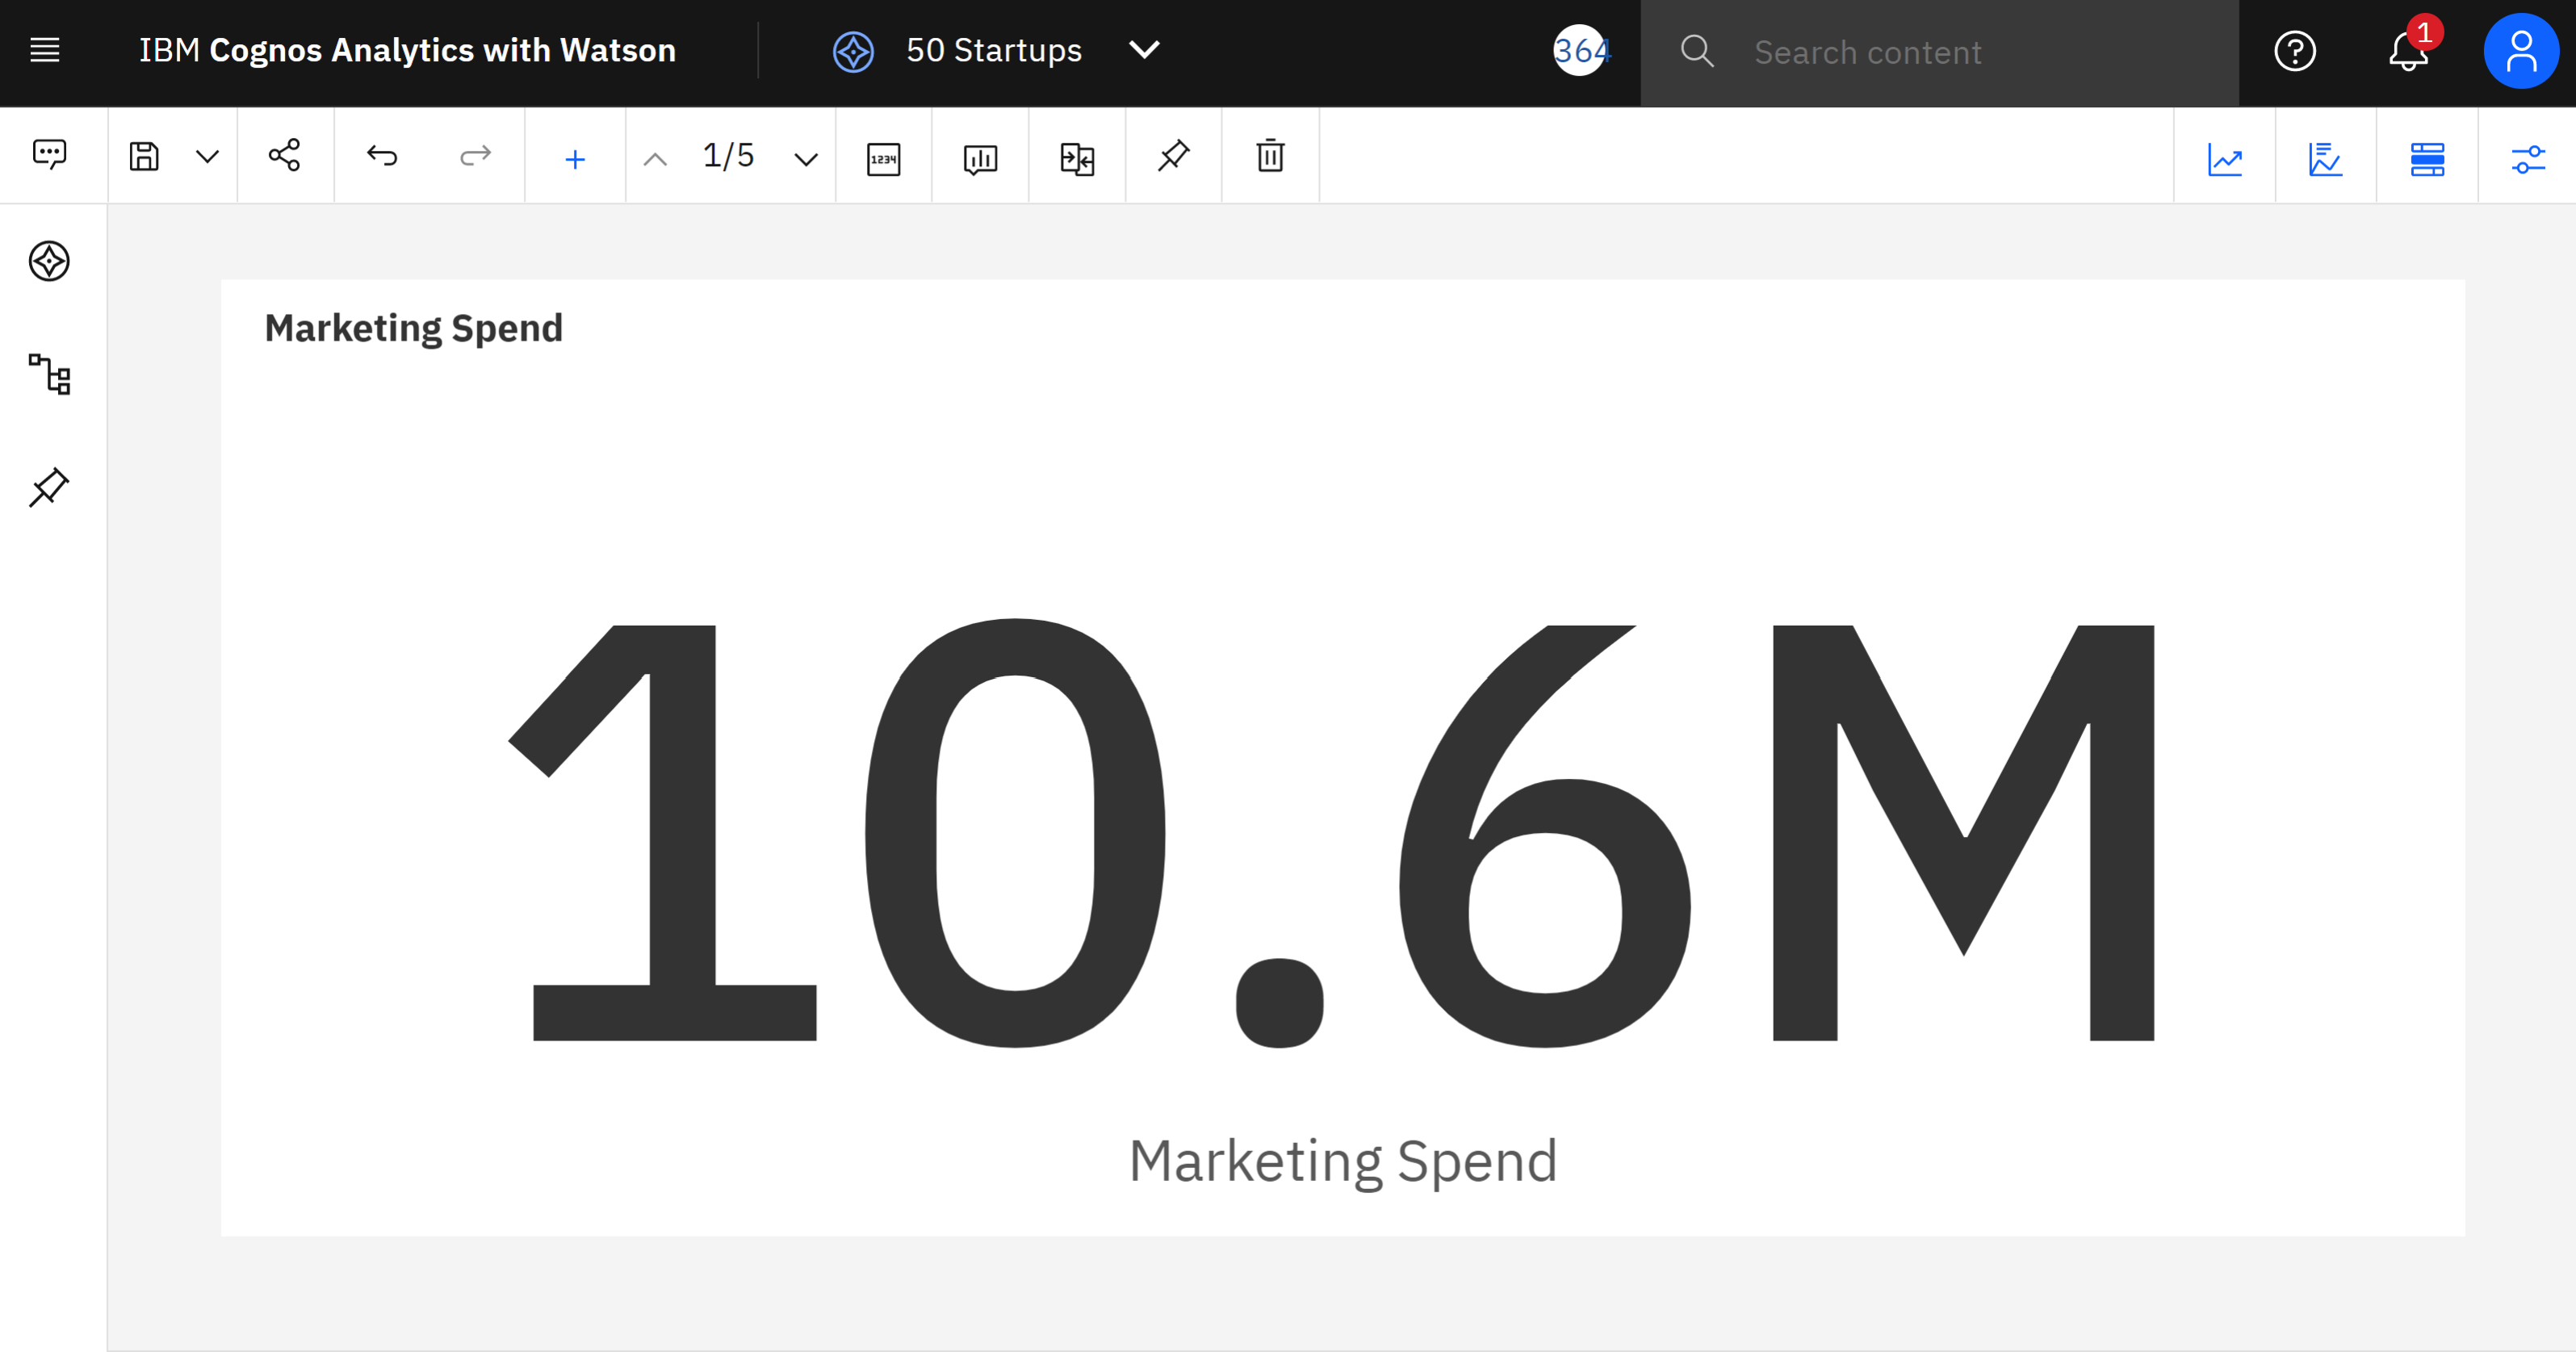 IBM Cognos Analytics with Watson
50 Startups
364
Search content
1
1/5
1234
Marketing Spend
10.6M
Marketing Spend